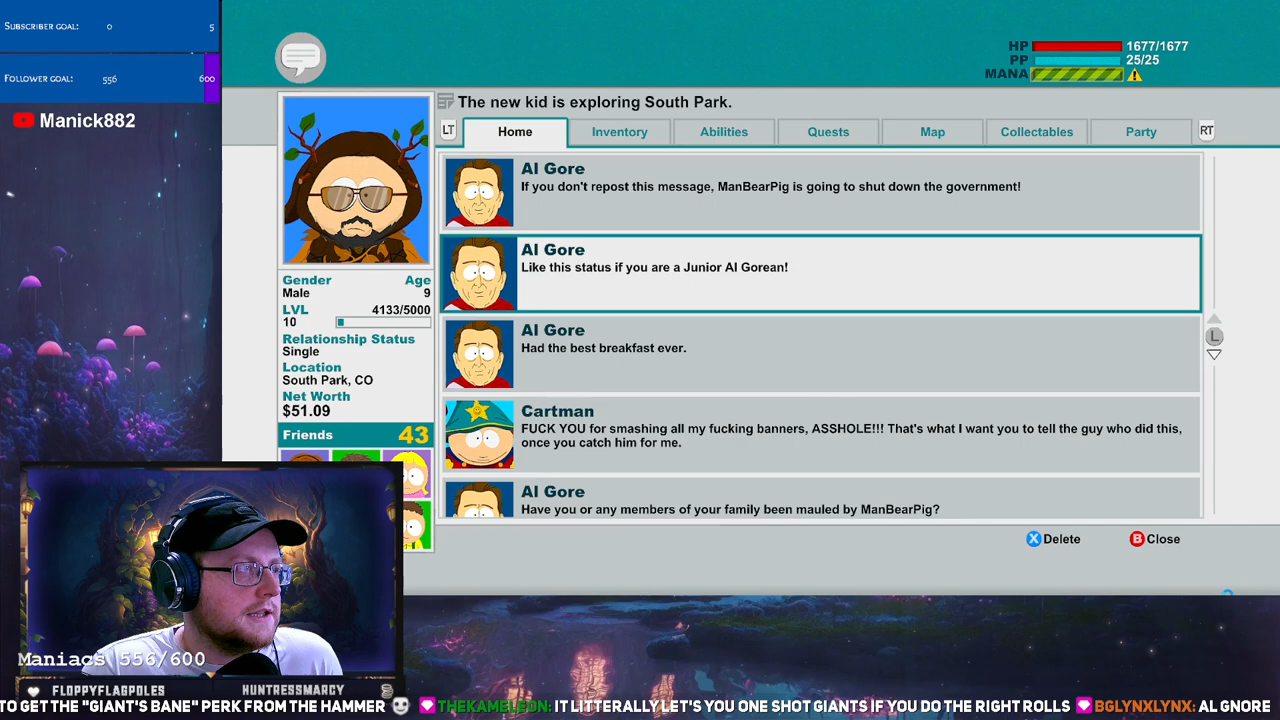 Subscriber goal: 0 5
Follower goal: 556 600
Manick882
HP 1677/1677
PP 25/25
MANA
The new kid is exploring South Park.
LT Home Inventory Abilities Quests Map Collectables Party RT
Al Gore
If you don't repost this message, ManBearPig is going to shut down the government!
Al Gore
Like this status if you are a Junior Al Gorean!
Al Gore
Had the best breakfast ever.
Cartman
FUCK YOU for smashing all my fucking banners, ASSHOLE!!! That's what I want you to tell the guy who did this,
once you catch him for me.
Al Gore
Have you or any members of your family been mauled by ManBearPig?
Gender Age
Male 9
LVL 4133/5000
10
Relationship Status
Single
Location
South Park, CO
Net Worth
$51.09
Friends 43
L
X Delete B Close
Maniacs 556/600
FLOPPYFLAGPOLES HUNTRESSMARCY
TO GET THE "GIANT'S BANE" PERK FROM THE HAMMER THEKAMELEON: IT LITTERALLY LET'S YOU ONE SHOT GIANTS IF YOU DO THE RIGHT ROLLS BGLYNXLYNX: AL GNORE